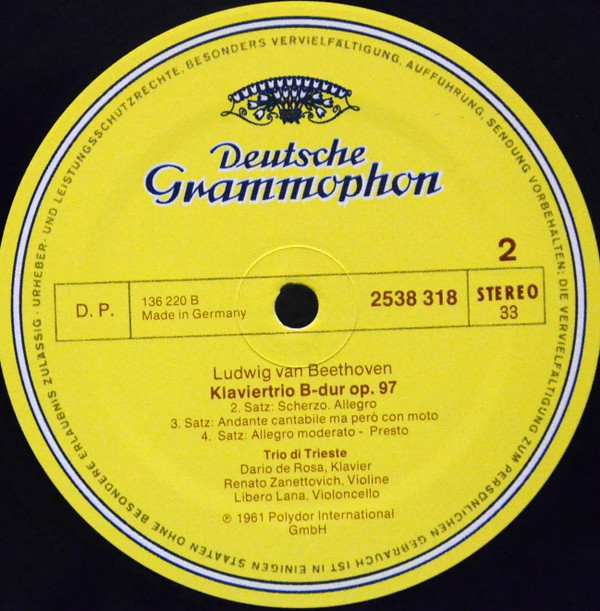 URHEBER- UND LEISTUNGSSCHUTZRECHTE, BESONDERS VERVIELFÄLTIGUNG, AUFFÜHRUNG, SENDUNG VORBEHALTEN: DIE VERVIELFÄLTIGUNG ZUM PERSÖNLICHEN GEBRAUCH IST IN EINIGEN STAATEN OHNE BESONDERE ERLAUBNIS ZULÄSSIG ·
Deutsche
Grammophon
2
D. P.
136 220 B
Made in Germany
2538 318
STEREO
33
Ludwig van Beethoven
Klaviertrio B-dur op. 97
2. Satz: Scherzo. Allegro
3. Satz: Andante cantabile ma però con moto
4. Satz: Allegro moderato - Presto
Trio di Trieste
Dario de Rosa, Klavier
Renato Zanettovich, Violine
Libero Lana, Violoncello
℗ 1961 Polydor International
GmbH